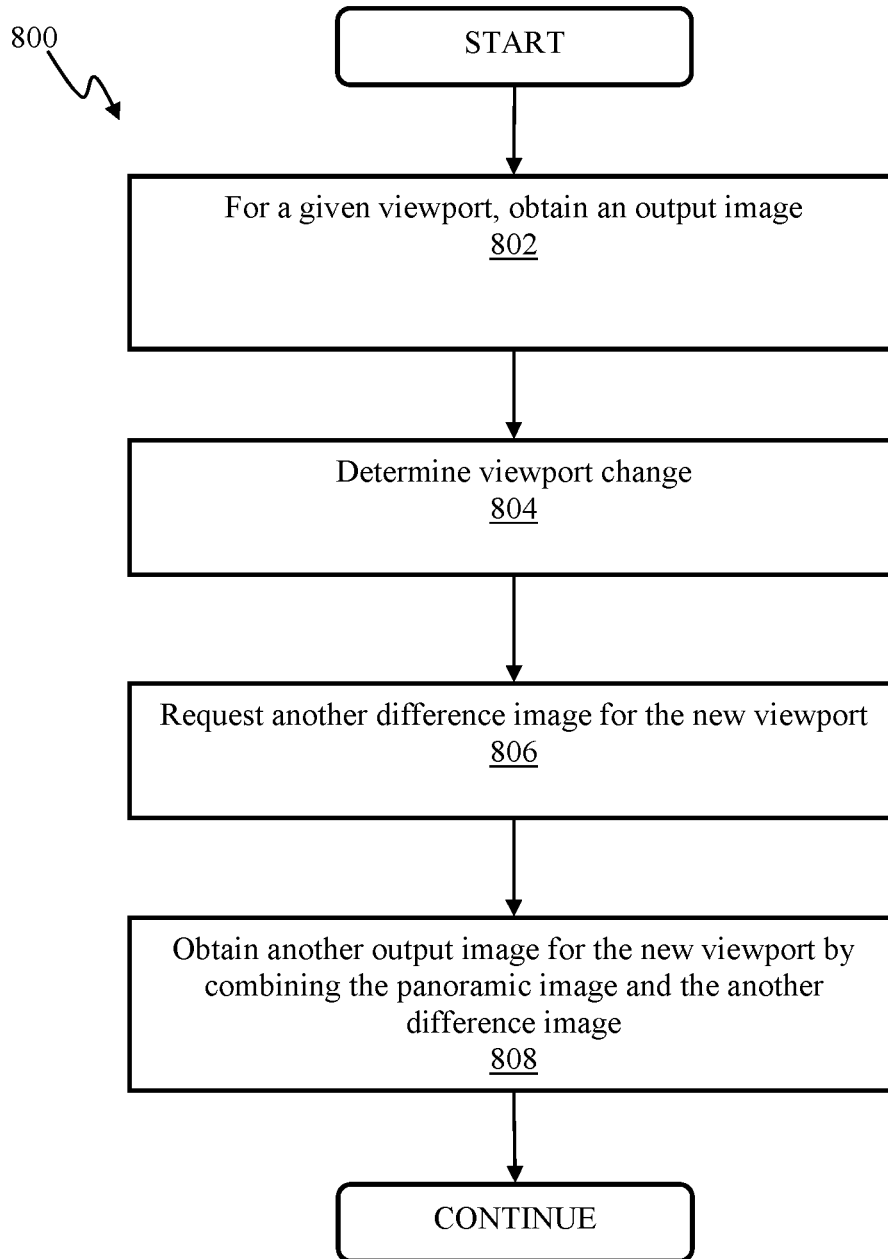 800
START
For a given viewport, obtain an output image
802
Determine viewport change
804
Request another difference image for the new viewport
806
Obtain another output image for the new viewport by
combining the panoramic image and the another
difference image
808
CONTINUE